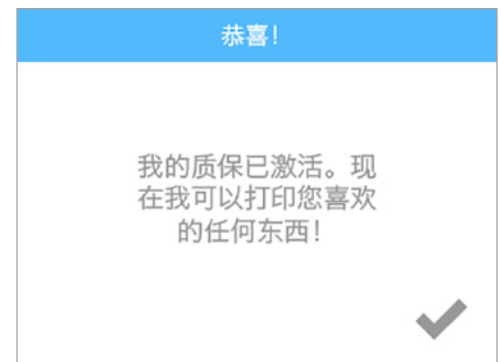 恭喜！
我的质保已激活。现
在我可以打印您喜欢
的任何东西！